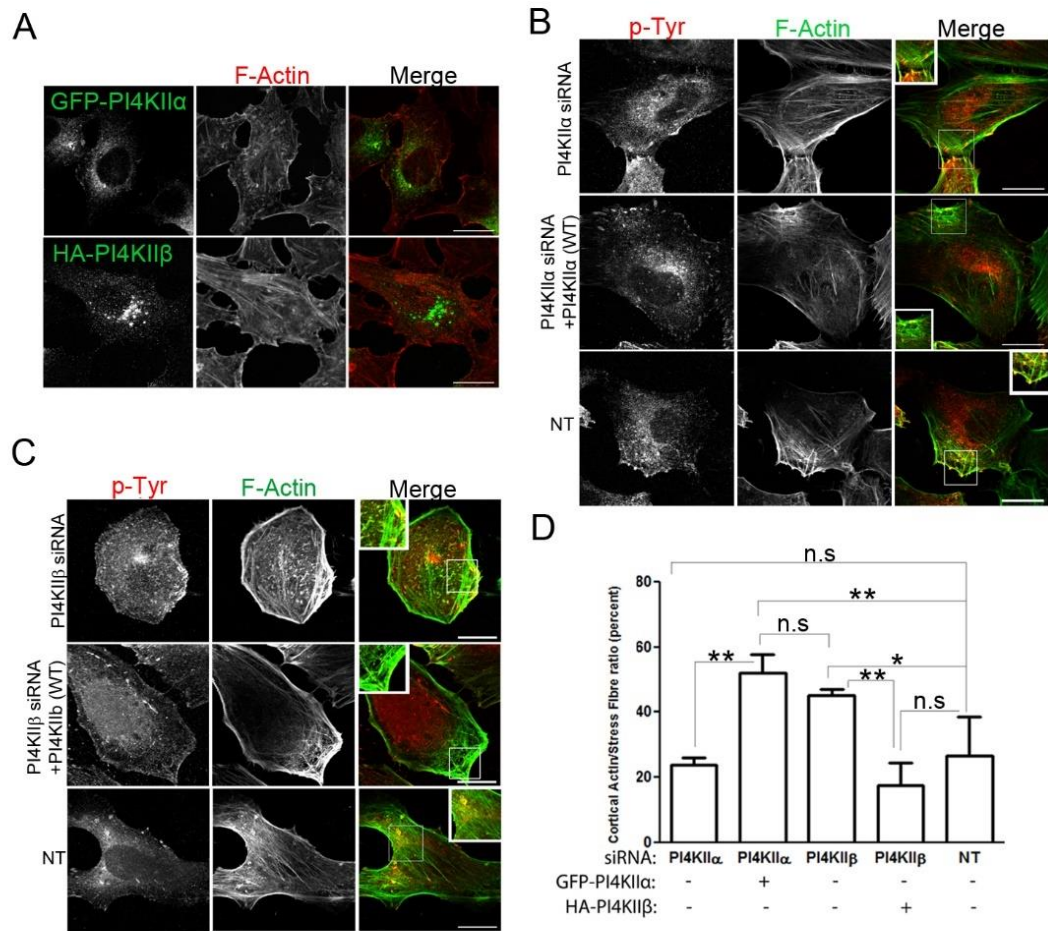 A
F-Actin
Merge
GFP-PI4KIIα
HA-PI4KIIβ
B
p-Tyr
F-Actin
Merge
PI4KIIα siRNA
PI4KIIα siRNA
+PI4KIIα (WT)
NT
C
p-Tyr
F-Actin
Merge
PI4KIIβ siRNA
PI4KIIβ siRNA
+PI4KIIb (WT)
NT
D
n.s
**
n.s
*
**
**
n.s
Cortical Actin/Stress FIbre ratio (percent)
80
60
40
20
0
siRNA: PI4KIIα PI4KIIα PI4KIIβ PI4KIIβ NT
GFP-PI4KIIα: - + - - -
HA-PI4KIIβ: - - - + -